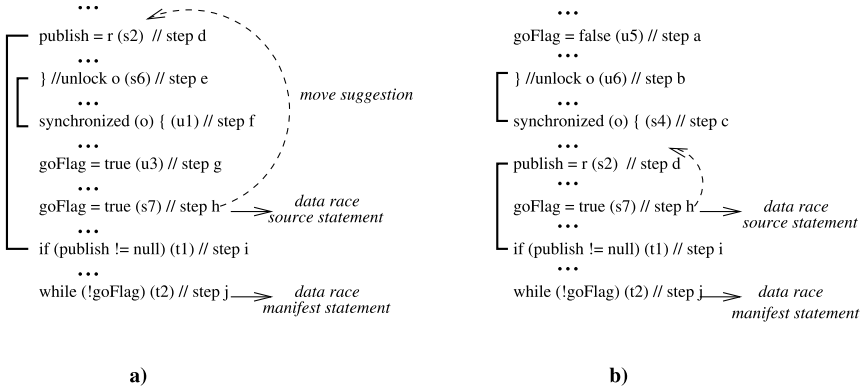 ...
publish = r (s2) // step d
...
} //unlock o (s6) // step e
...
synchronized (o) { (u1) // step f
...
goFlag = true (u3) // step g
...
goFlag = true (s7) // step h
...
if (publish != null) (t1) // step i
...
while (!goFlag) (t2) // step j
move suggestion
data race
source statement
data race
manifest statement
a)
...
goFlag = false (u5) // step a
...
} //unlock o (u6) // step b
...
synchronized (o) { (s4) // step c
...
publish = r (s2) // step d
...
goFlag = true (s7) // step h
...
if (publish != null) (t1) // step i
...
while (!goFlag) (t2) // step j
data race
source statement
data race
manifest statement
b)